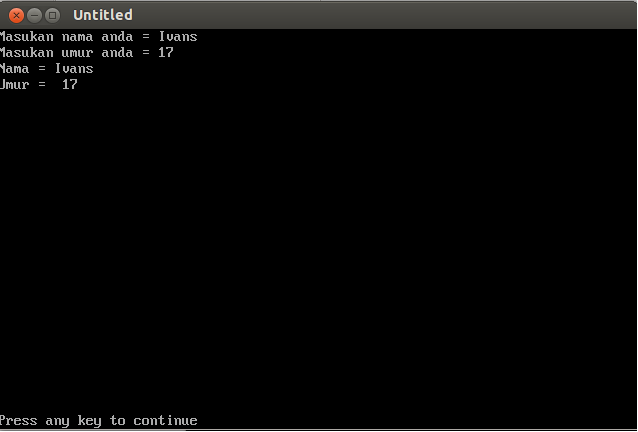 Untitled
Masukan nama anda = Ivans
Masukan umur anda = 17
Nama = Ivans
Umur =  17
Press any key to continue